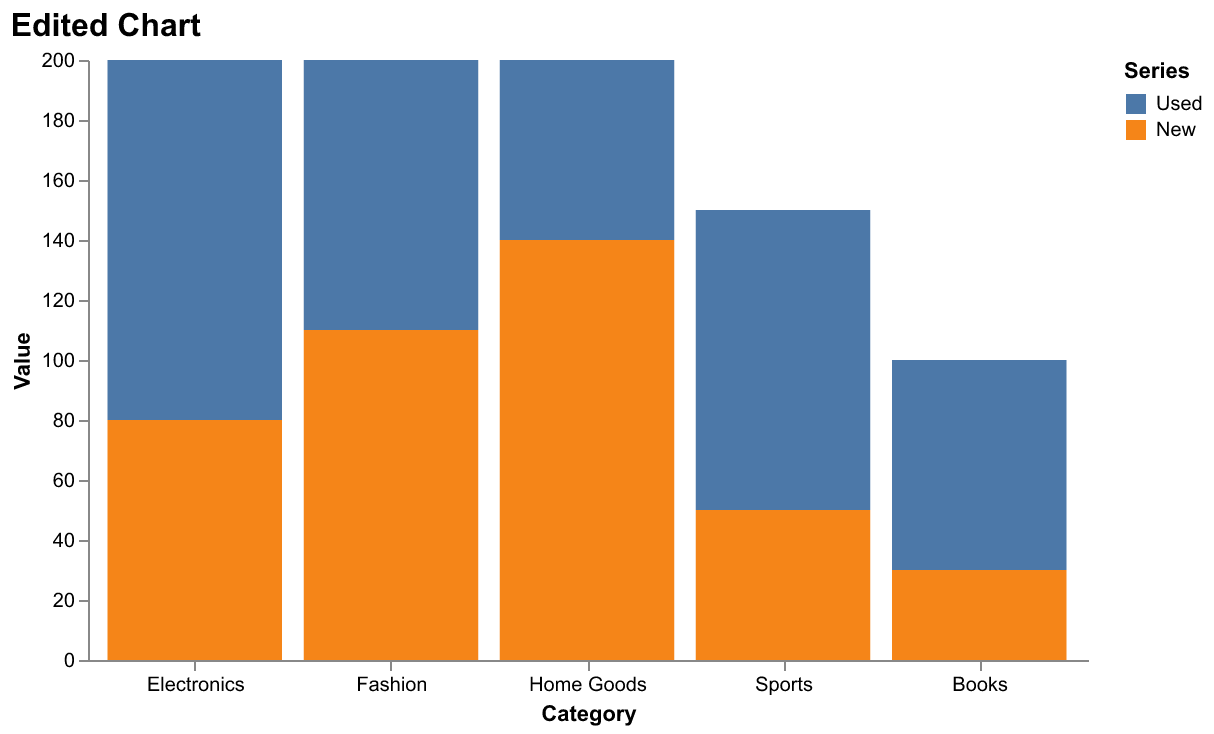 Edited Chart
200
180
160
140
120
100
80
60
40
20
0
Value
Electronics
Fashion
Home Goods
Sports
Books
Category
Series
Used
New